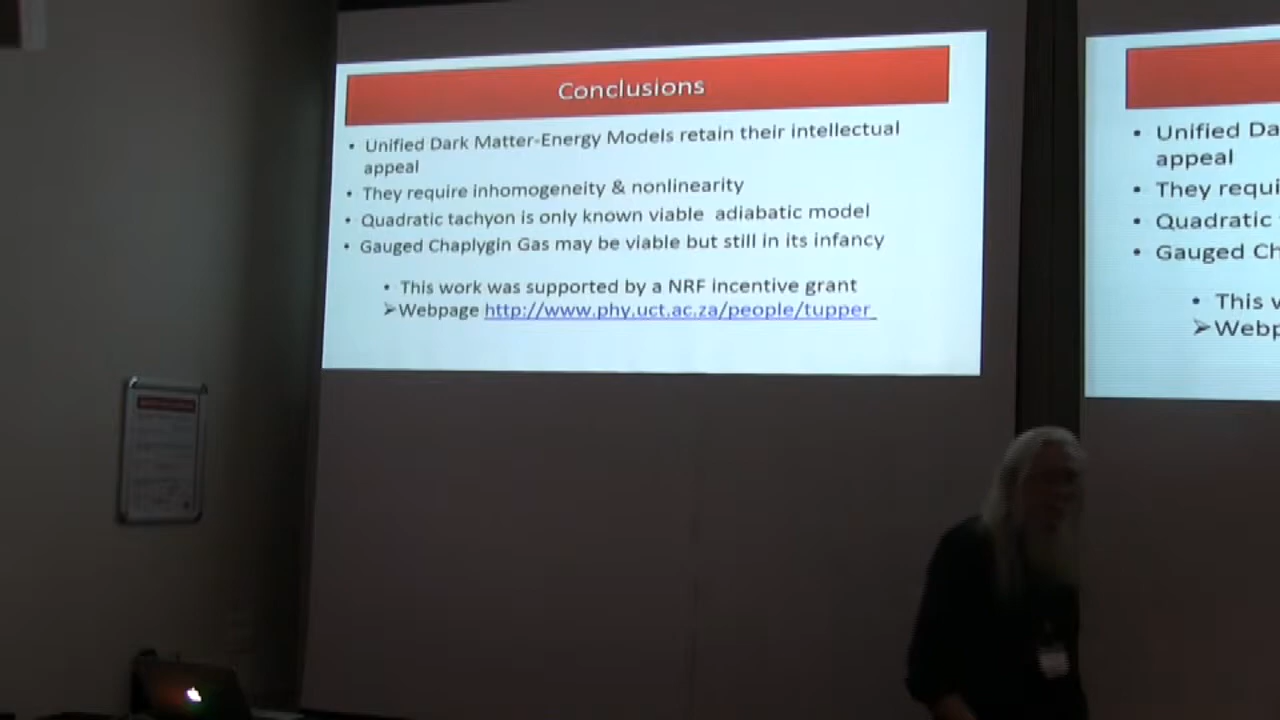 Conclusions
• Unified Dark Matter-Energy Models retain their intellectual
appeal
• They require inhomogeneity & nonlinearity
• Quadratic tachyon is only known viable adiabatic model
• Gauged Chaplygin Gas may be viable but still in its infancy
• This work was supported by a NRF incentive grant
➢Webpage http://www.phy.uct.ac.za/people/tupper
• Unified Da
appeal
• They requi
• Quadratic
• Gauged Ch
• This w
➢Webp